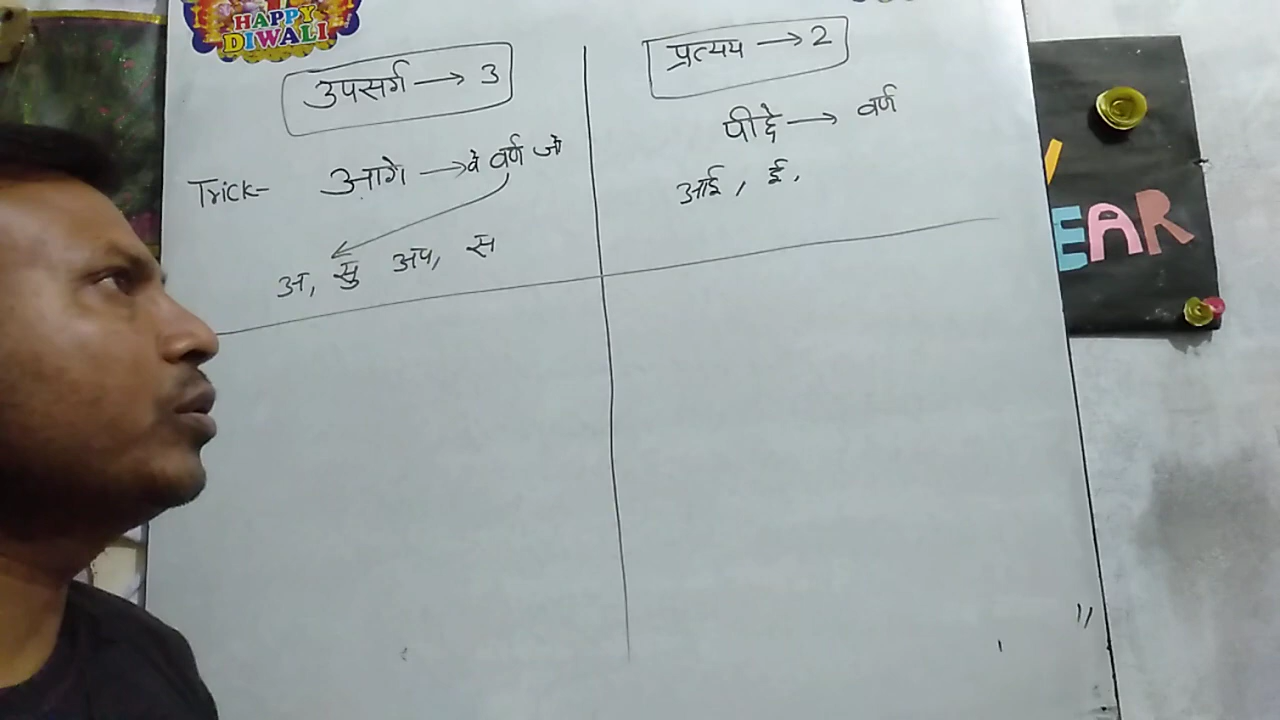 HAPPY
DIWALI
उपसर्ग → 3
Trick- आगे → वे वर्ण जो
अ, सु अप, स
प्रत्यय → 2
पीछे → वर्ण
आई, ई,
EAR